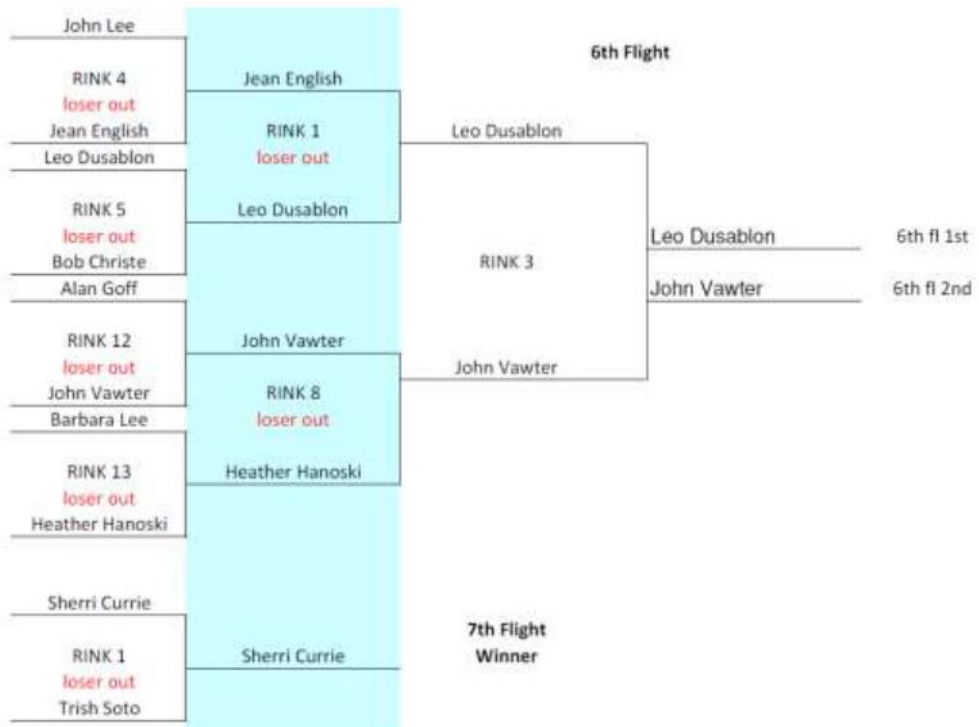 John Lee
6th Flight
RINK 4
Jean English
loser out
Jean English
RINK 1
Leo Dusablon
Leo Dusablon
loser out
RINK 5
Leo Dusablon
loser out
Leo Dusablon
6th fl 1st
Bob Christe
RINK 3
Alan Goff
John Vawter
6th fl 2nd
RINK 12
John Vawter
loser out
John Vawter
John Vawter
RINK 8
Barbara Lee
loser out
RINK 13
Heather Hanoski
loser out
Heather Hanoski
Sherri Currie
7th Flight
RINK 1
Sherri Currie
Winner
loser out
Trish Soto